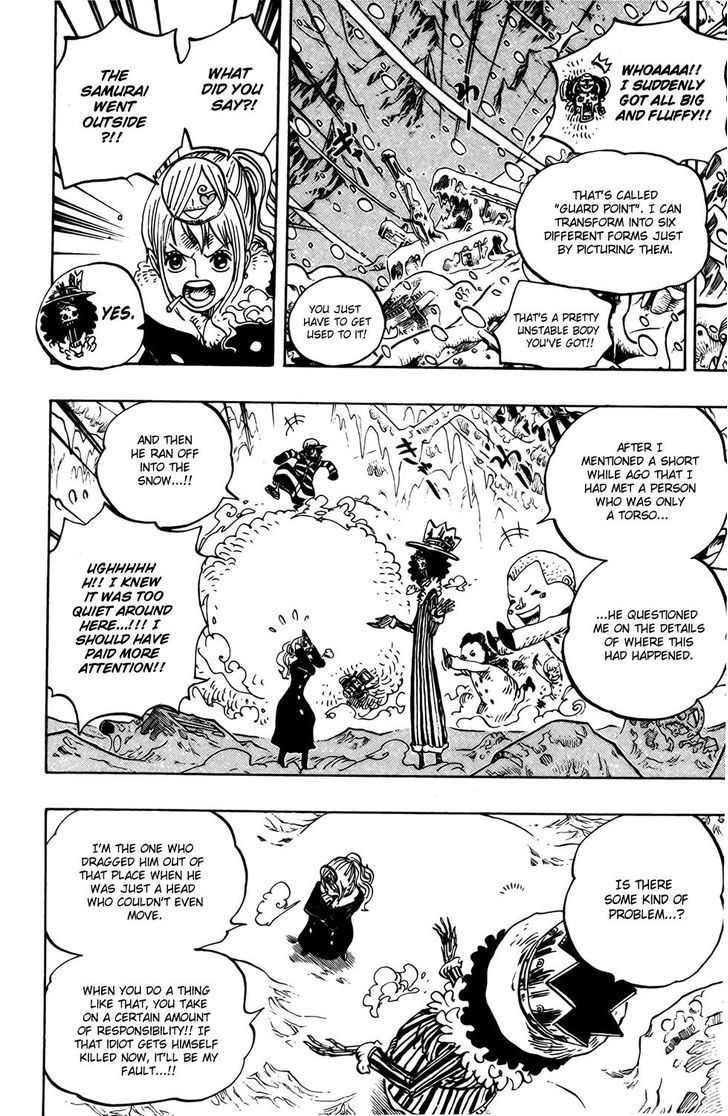 WHOAAAA!!
I SUDDENLY
GOT ALL BIG
AND FLUFFY!!
THAT'S CALLED
"GUARD POINT". I CAN
TRANSFORM INTO SIX
DIFFERENT FORMS JUST
BY PICTURING THEM.
THAT'S A PRETTY
UNSTABLE BODY
YOU'VE GOT!!
YOU JUST
HAVE TO GET
USED TO IT!
WHAT
DID YOU
SAY?!
THE
SAMURAI
WENT
OUTSIDE
?!!
YES.
AFTER I
MENTIONED A SHORT
WHILE AGO THAT I
HAD MET A PERSON
WHO WAS ONLY
A TORSO...
...HE QUESTIONED
ME ON THE DETAILS
OF WHERE THIS
HAD HAPPENED.
AND THEN
HE RAN OFF
INTO THE
SNOW...!!
UGHHHHH
H!! I KNEW
IT WAS TOO
QUIET AROUND
HERE...!!! I
SHOULD HAVE
PAID MORE
ATTENTION!!
IS THERE
SOME KIND OF
PROBLEM...?
I'M THE ONE WHO
DRAGGED HIM OUT OF
THAT PLACE WHEN HE
WAS JUST A HEAD
WHO COULDN'T EVEN
MOVE.
WHEN YOU DO A THING
LIKE THAT, YOU TAKE
ON A CERTAIN AMOUNT
OF RESPONSIBILITY!! IF
THAT IDIOT GETS HIMSELF
KILLED NOW, IT'LL BE MY
FAULT...!!